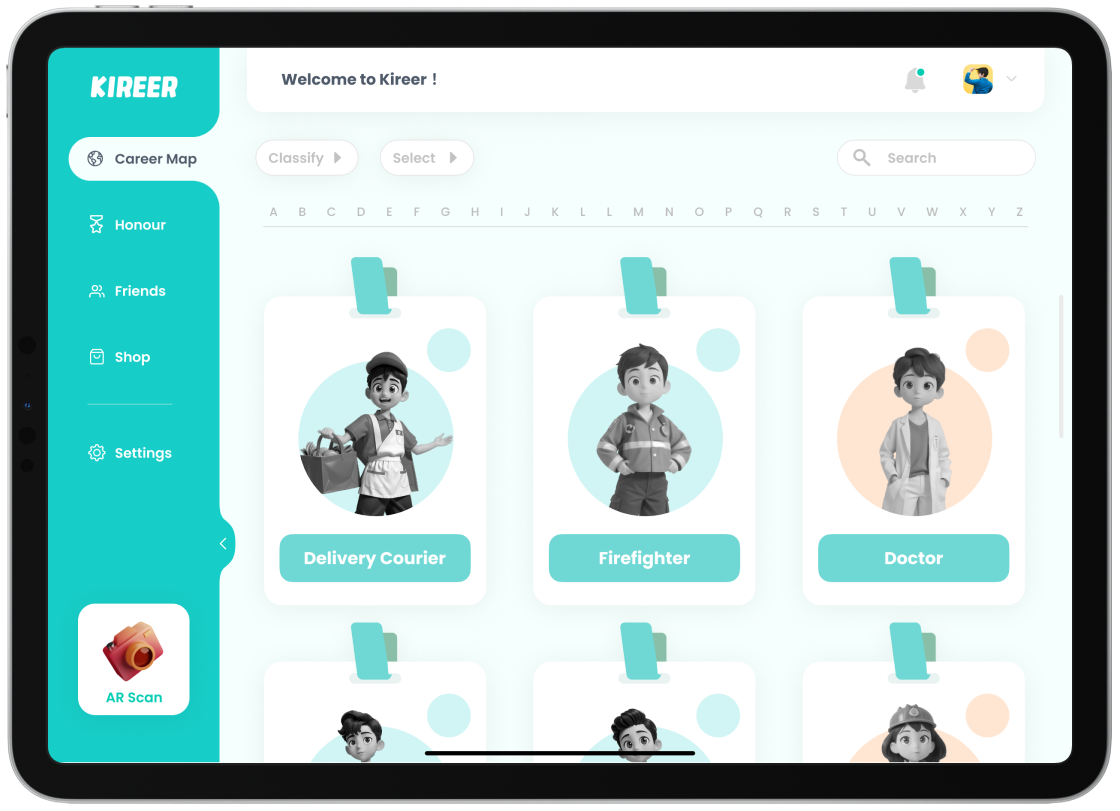 KIREER
Welcome to Kireer !
Career Map
Classify
Select
Search
A B C D E F G H I J K L L M N O P Q R S T U V W X Y Z
Honour
Friends
Shop
Settings
Delivery Courier
Firefighter
Doctor
AR Scan